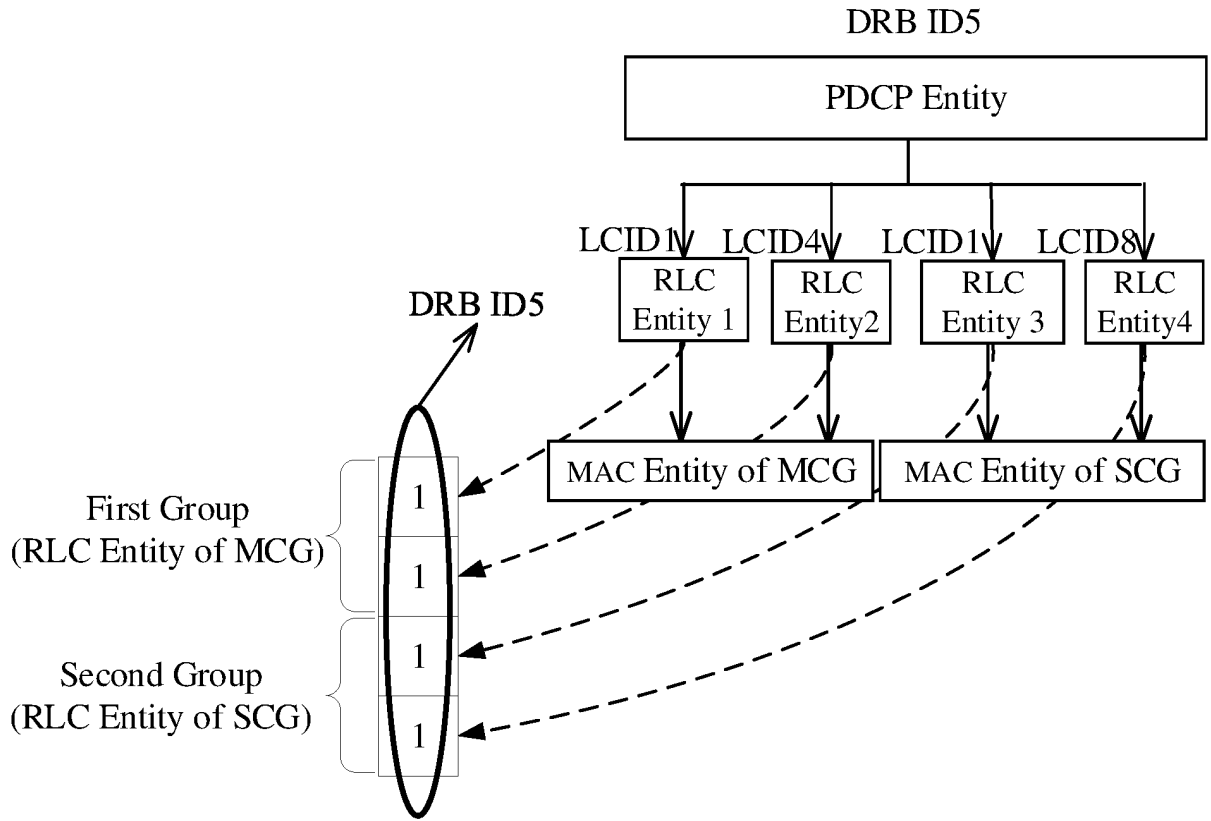 DRB ID5
PDCP Entity
LCID1
LCID4
LCID1
LCID8
RLC
Entity 1
RLC
Entity2
RLC
Entity 3
RLC
Entity4
DRB ID5
MAC Entity of MCG
MAC Entity of SCG
First Group
(RLC Entity of MCG)
1
1
Second Group
(RLC Entity of SCG)
1
1